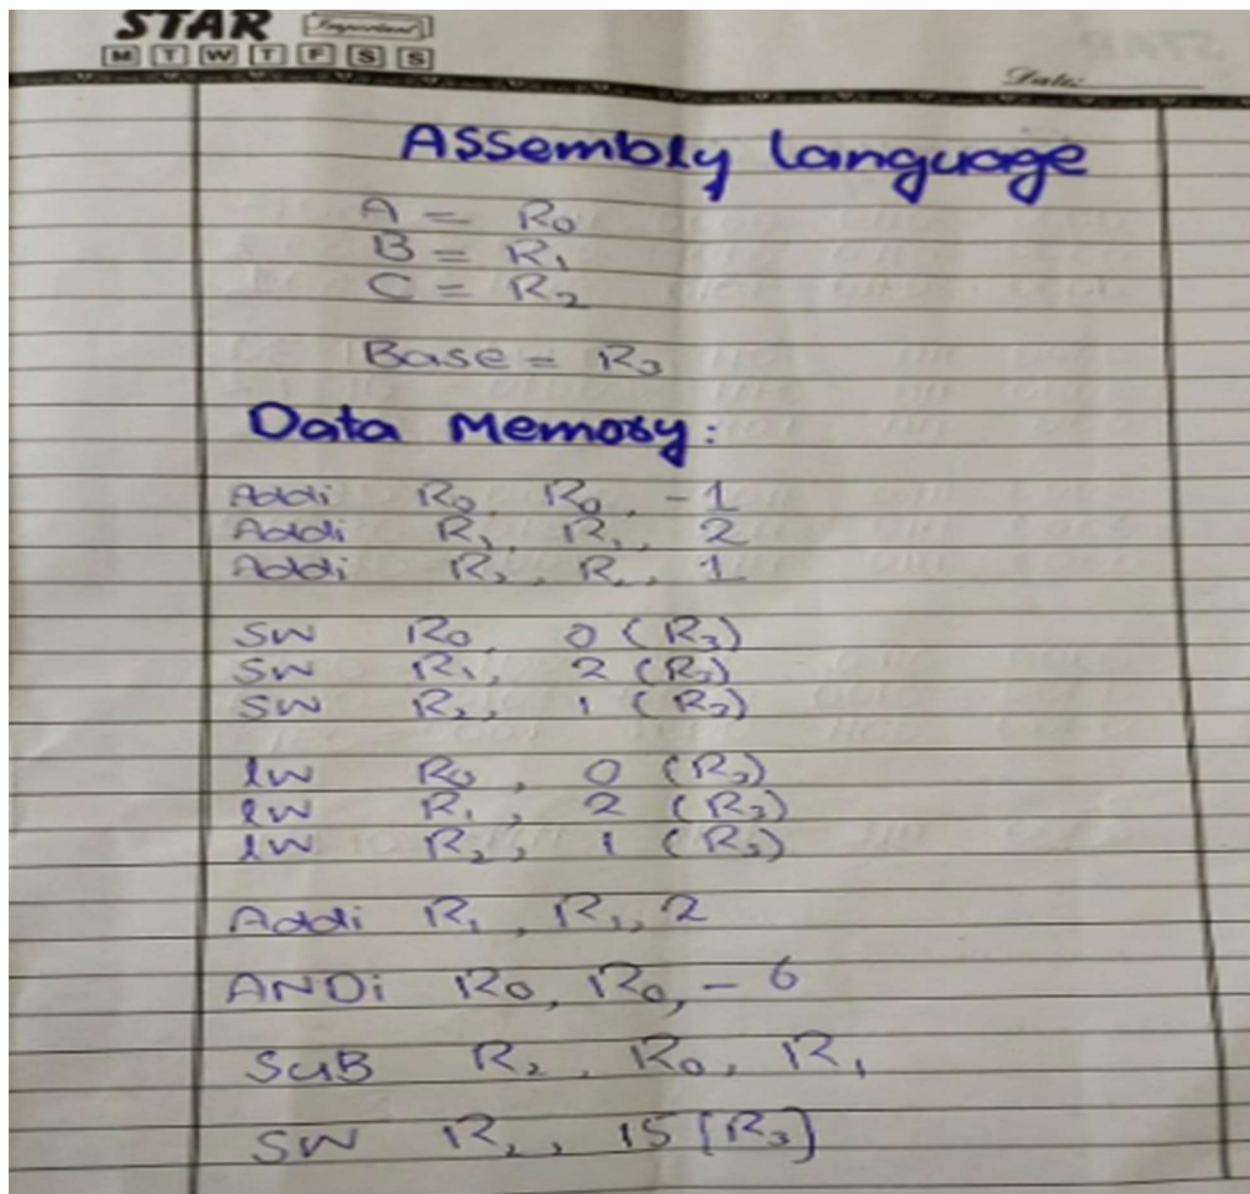 STAR Important
M T W T F S S
Date:
Assembly language
A = R0
B = R1
C = R2
Base = R3
Data Memory:
Addi R0, R0, -1
Addi R1, R1, 2
Addi R2, R2, 1
SW R0, 0 (R3)
SW R1, 2 (R3)
SW R2, 1 (R3)
lw R0, 0 (R3)
lw R1, 2 (R3)
lw R2, 1 (R3)
Addi R1, R1, 2
ANDi R0, R0, -6
SuB R2, R0, R1
SW R2, 15 (R3)